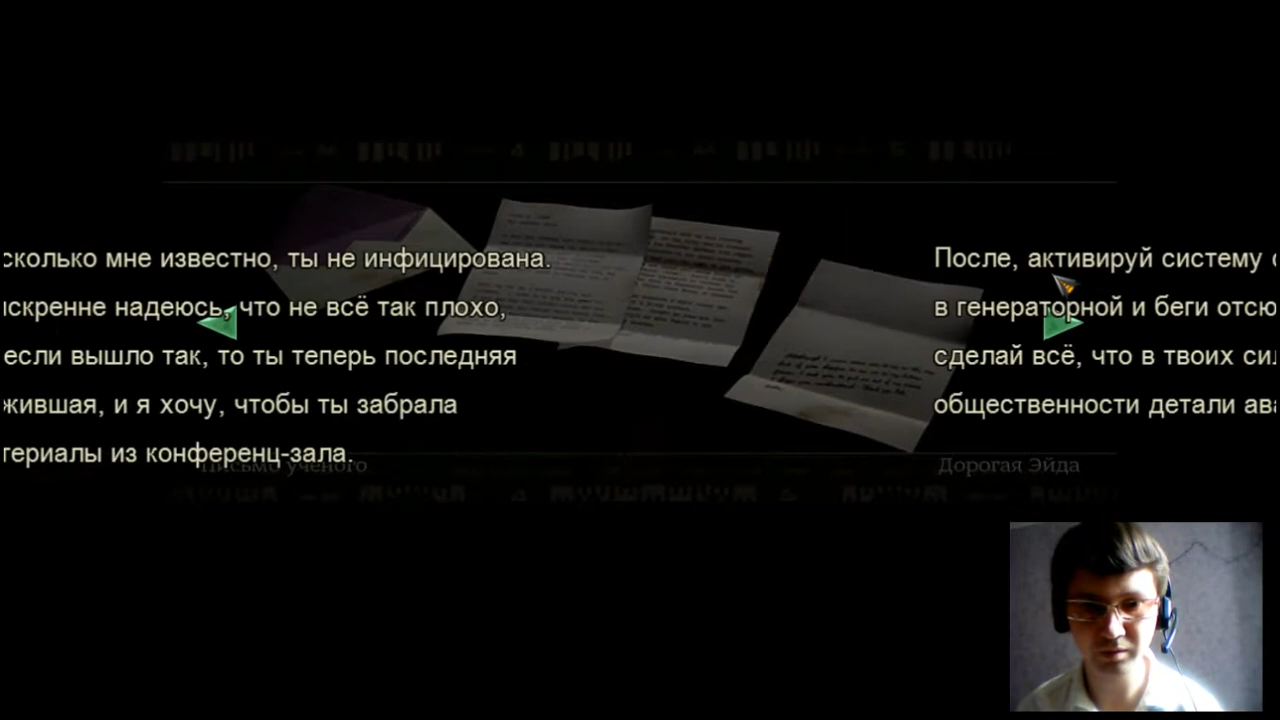 сколько мне известно, ты не инфицирована.
искренне надеюсь, что не всё так плохо,
если вышло так, то ты теперь последняя
жившая, и я хочу, чтобы ты забрала
териалы из конференц-зала.
После, активируй систему
в генераторной и беги отсю
сделай всё, что в твоих сил
общественности детали ава
Письмо ученого
Дорогая Эйда